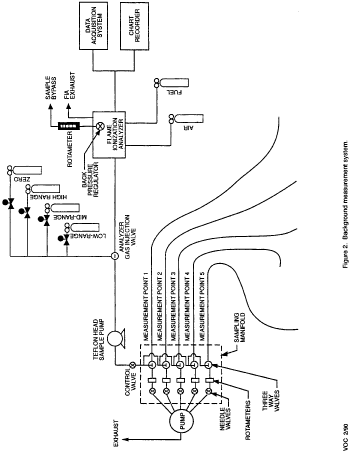 DATA
ACQUISITION
SYSTEM
CHART
RECORDER
SAMPLE
BYPASS
FIA
EXHAUST
ROTAMETER
FLAME
IONIZATION
ANALYZER
FUEL
AIR
BACK
PRESSURE
REGULATOR
ZERO
HIGH RANGE
MID-RANGE
LOW-RANGE
ANALYZER
GAS INJECTION
VALVE
TEFLON HEAD
SAMPLE PUMP
MEASUREMENT POINT 1
MEASUREMENT POINT 2
MEASUREMENT POINT 3
MEASUREMENT POINT 4
MEASUREMENT POINT 5
CONTROL
VALVE
SAMPLING
MANIFOLD
PUMP
EXHAUST
NEEDLE
VALVES
ROTAMETERS
THREE
WAY
VALVES
Figure 2. Background measurement system.
VOC 2/90